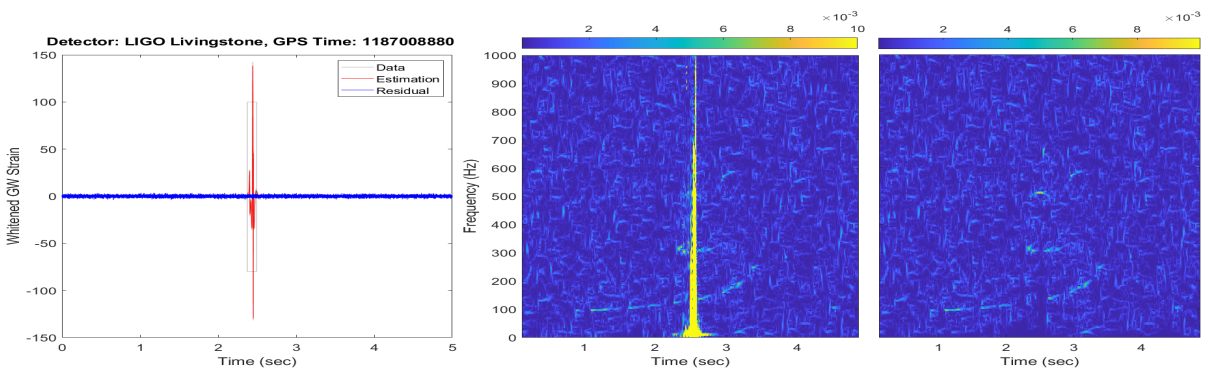 Detector: LIGO Livingstone, GPS Time: 1187008880
Data
Estimation
Residual
150
100
50
0
-50
-100
-150
Whitened GW Strain
0 1 2 3 4 5
Time (sec)
×10-3
2 4 6 8 10
1000
900
800
700
600
500
400
300
200
100
0
Frequency (Hz)
1 2 3 4
Time (sec)
×10-3
2 4 6 8
1 2 3 4
Time (sec)